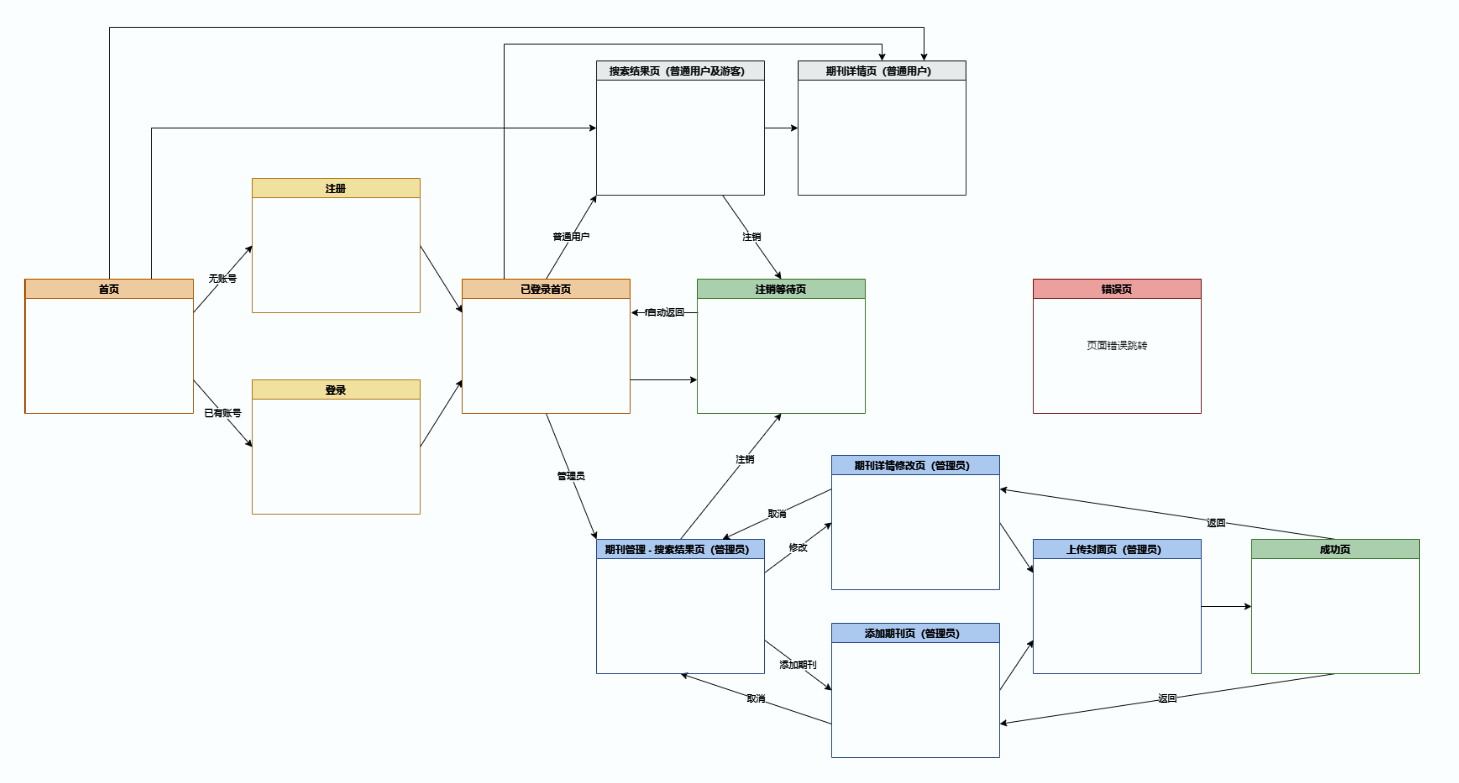 搜索结果页（普通用户及游客）
期刊详情页（普通用户）
注册
无账号
普通用户
注销
首页
已登录首页
注销等待页
错误页
r自动返回
页面错误跳转
登录
已有账号
管理员
注销
期刊详情修改页（管理员）
取消
返回
修改
期刊管理 - 搜索结果页（管理员）
上传封面页（管理员）
成功页
添加期刊页（管理员）
添加期刊
取消
返回